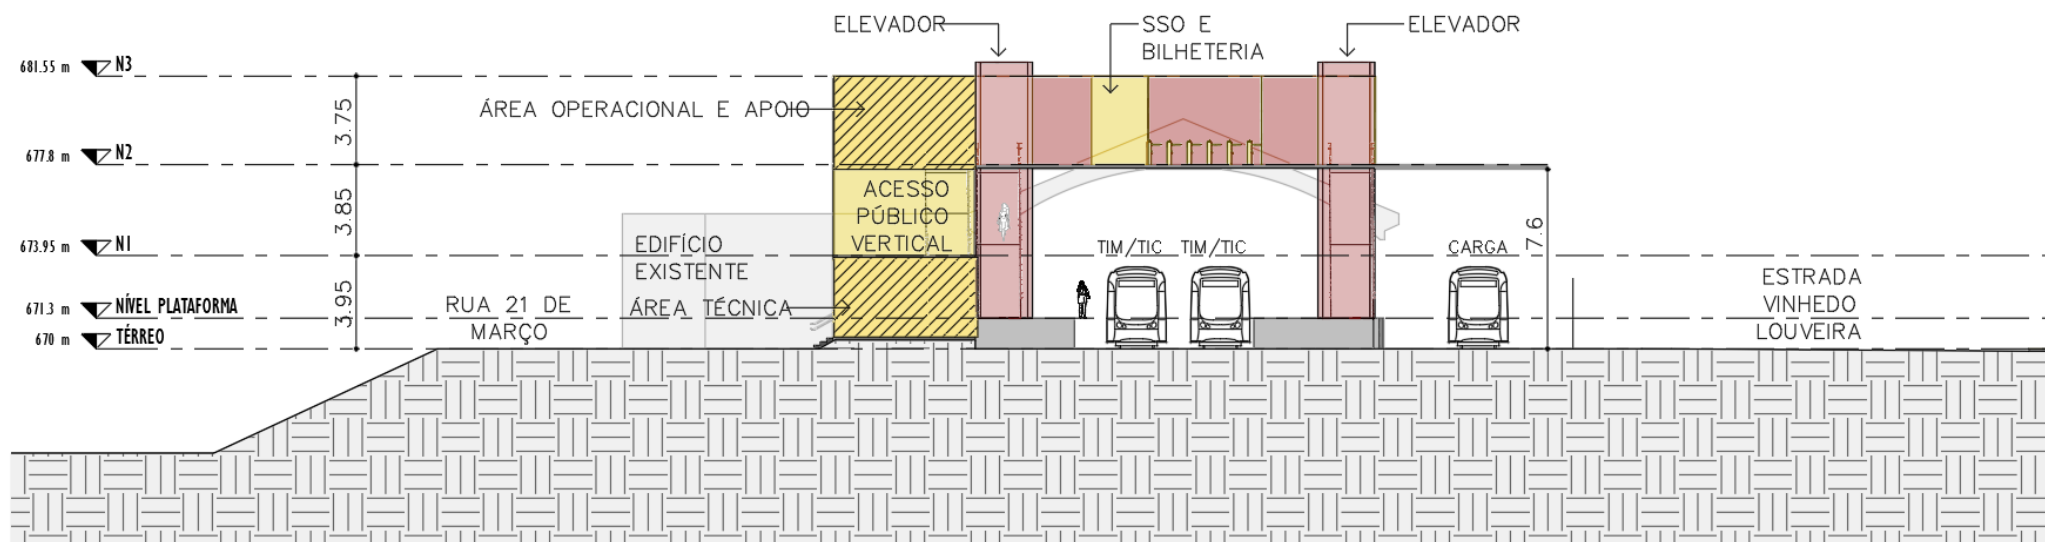 ELEVADOR
SSO E
BILHETERIA
ELEVADOR
681.55 m N3
ÁREA OPERACIONAL E APOIO
3.75
677.8 m N2
ACESSO
PÚBLICO
VERTICAL
3.85
673.95 m N1
EDIFÍCIO
EXISTENTE
TIM/TIC TIM/TIC CARGA
7.6
671.3 m NÍVEL PLATAFORMA
3.95
RUA 21 DE
MARÇO
ÁREA TÉCNICA
ESTRADA
VINHEDO
LOUVEIRA
670 m TÉRREO